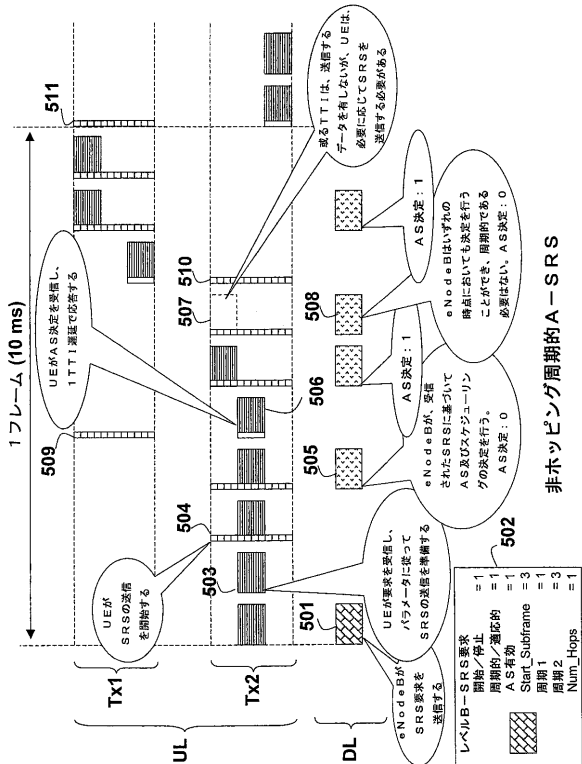 1フレーム (10 ms)
UL
Tx1
Tx2
DL
UEが
SRSの送信
を開始する
504
509
UEがAS決定を受信し、
1TTI遅延で応答する
511
503
506
507
510
或るTTIは、送信する
データを有しないが、UEは、
必要に応じてSRSを
送信する必要がある
501
505
508
eNodeBが
SRS要求を
送信する
UEが要求を受信し、
パラメータに従って
SRSの送信を準備する
eNodeBが、受信
されたSRSに基づいて
AS及びスケジューリン
グの決定を行う。
AS決定:0
AS決定:1
eNodeBはいずれの
時点においても決定を行う
ことができ、周期的である
必要はない。AS決定:0
AS決定:1
502
レベルB-SRS要求
開始/停止 = 1
周期的/適応的 = 1
AS有効 = 1
Start_Subframe = 3
周期1 = 1
周期2 = 3
Num_Hops = 1
非ホッピング周期的A-SRS